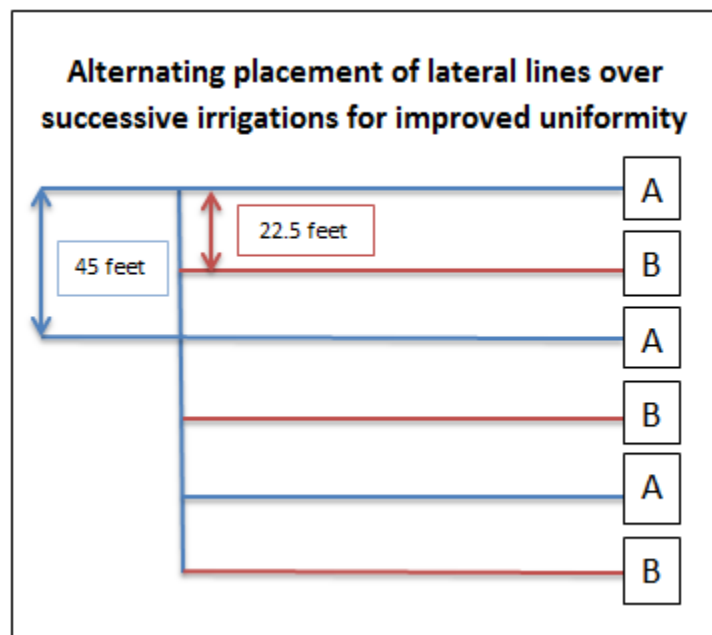 Alternating placement of lateral lines over
successive irrigations for improved uniformity
A
22.5 feet
B
45 feet
A
B
A
B